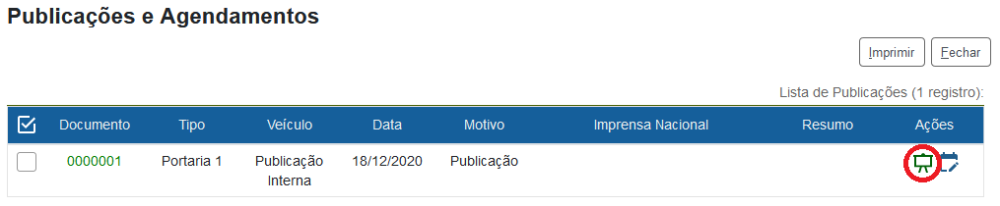 Publicações e Agendamentos
Imprimir Fechar
Lista de Publicações (1 registro):
Documento Tipo Veículo Data Motivo Imprensa Nacional Resumo Ações
0000001 Portaria 1 Publicação Interna 18/12/2020 Publicação